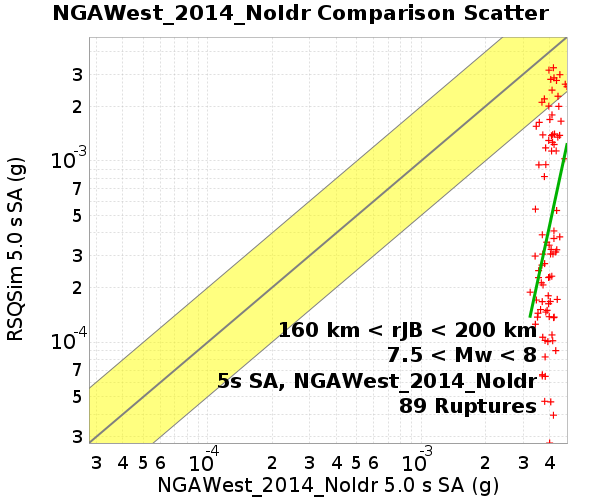 NGAWest_2014_NoIdr Comparison Scatter
RSQSim 5.0 s SA (g)
3
2
10-3
7
5
3
2
10-4
7
5
3
160 km < rJB < 200 km
7.5 < Mw < 8
5s SA, NGAWest_2014_NoIdr
89 Ruptures
3 4 5 6 10-4 2 3 4 5 6 10-3 2 3 4
NGAWest_2014_NoIdr 5.0 s SA (g)